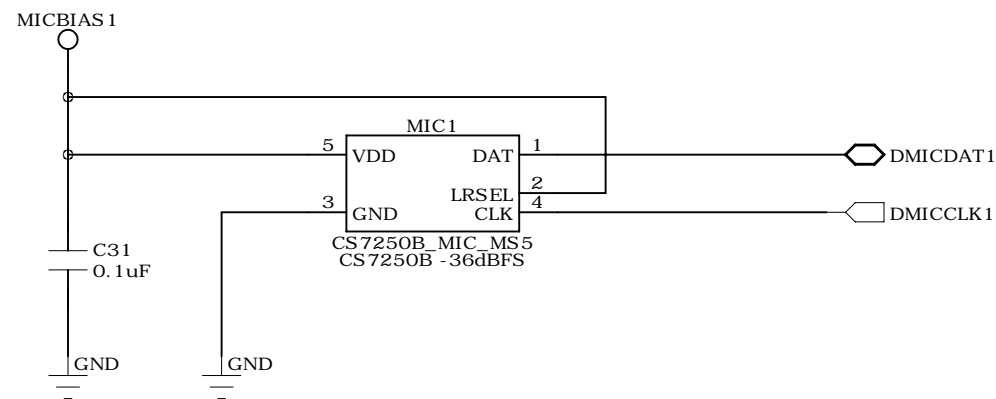 MICBIAS1
MIC1
5
VDD
DAT
1
DMICDAT1
LRSEL
2
3
GND
CLK
4
DMICCLK1
CS7250B_MIC_MS5
CS7250B -36dBFS
C31
0.1uF
GND
GND